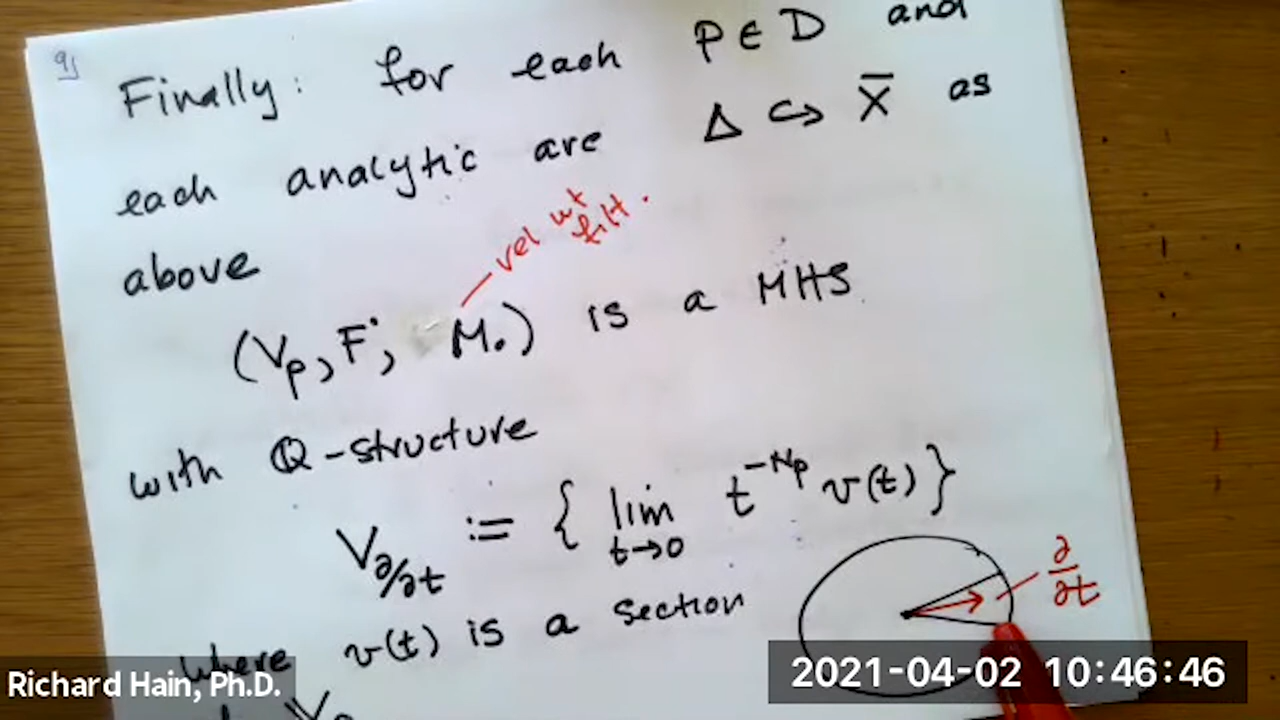 9)
Finally: for each P ∈ D and
each analytic arc Δ ↪ X̄ as
above
rel wt
filt.
(V_p, F^•, M_•) is a MHS
with Q-structure
V_{∂/∂t} := { lim_{t→0} t^{-N_p} v(t) }
∂/∂t
where v(t) is a section
Richard Hain, Ph.D.
2021-04-02 10:46:46